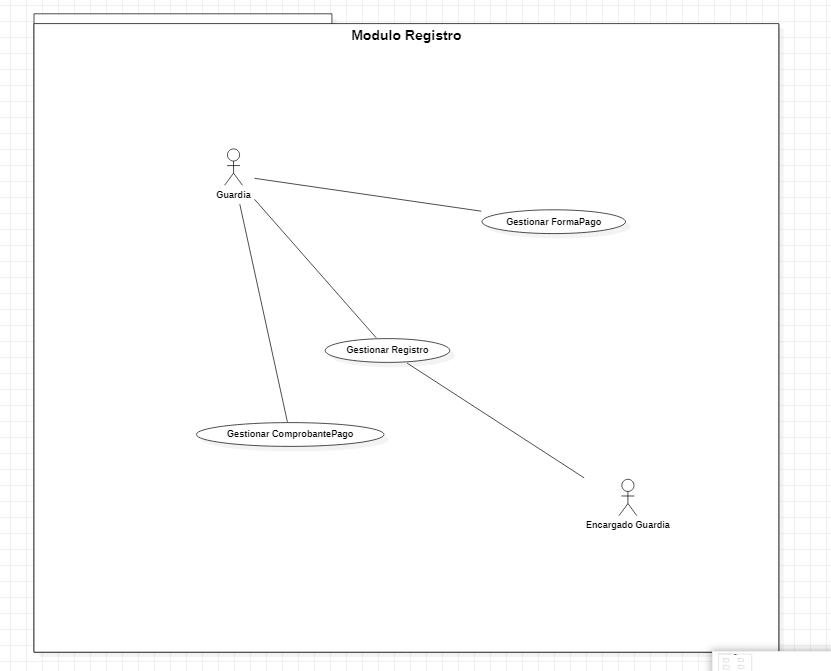 Modulo Registro
Guardia
Gestionar FormaPago
Gestionar Registro
Gestionar ComprobantePago
Encargado Guardia